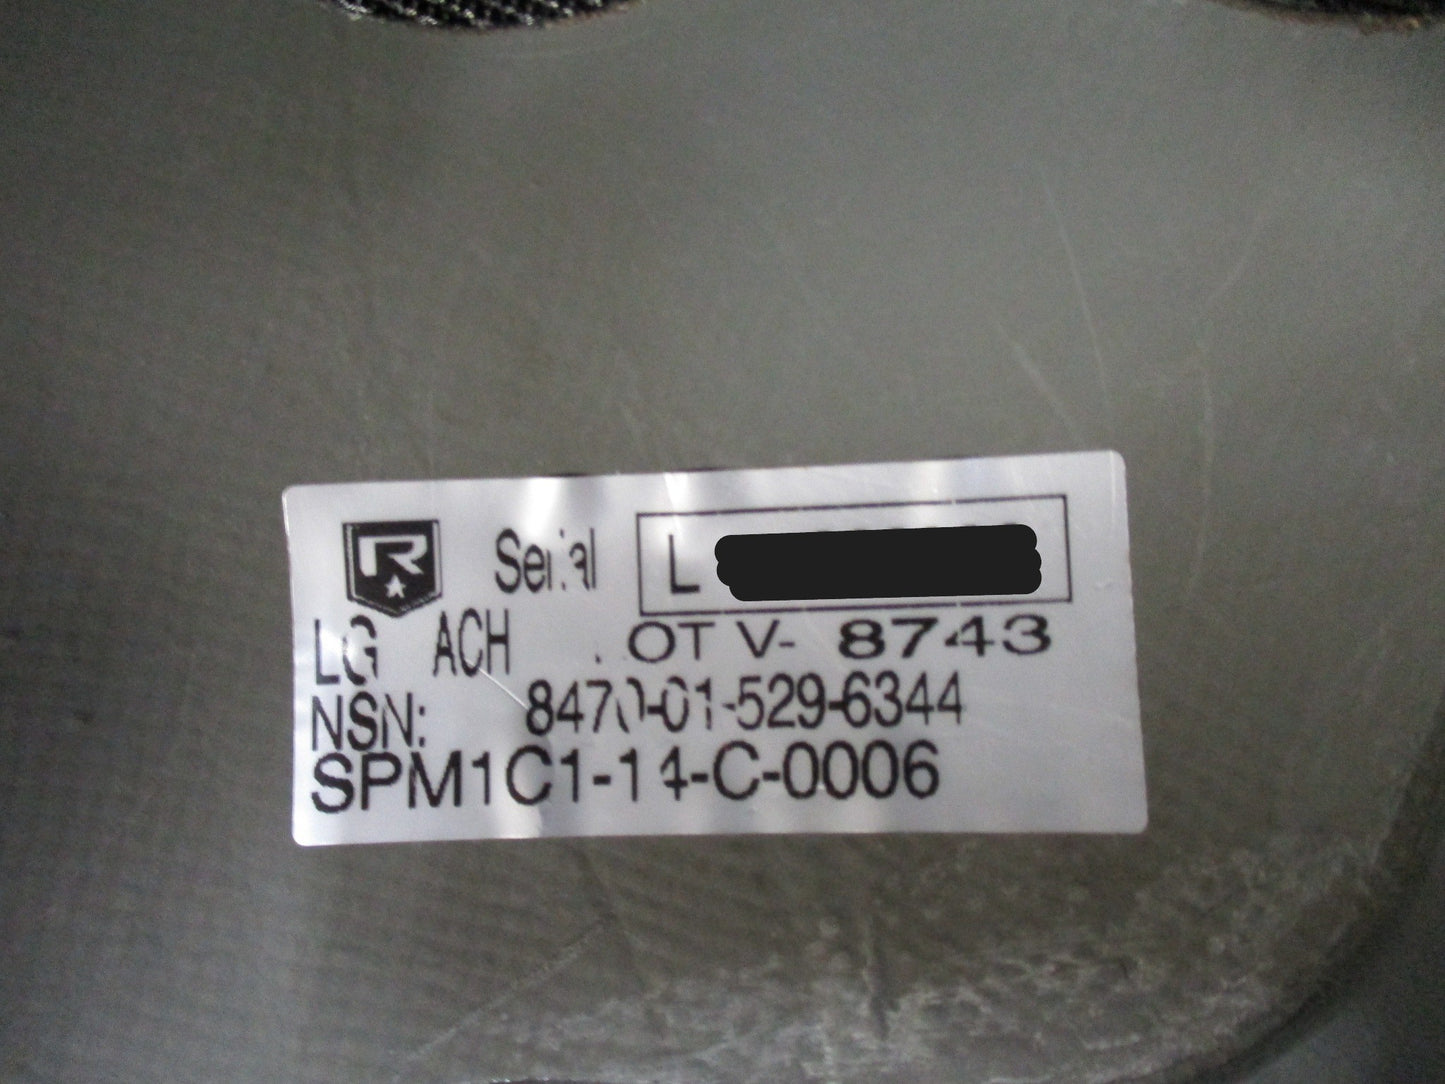 R
Serial L
LG ACH .OT V- 8743
NSN: 8470-01-529-6344
SPM1C1-14-C-0006